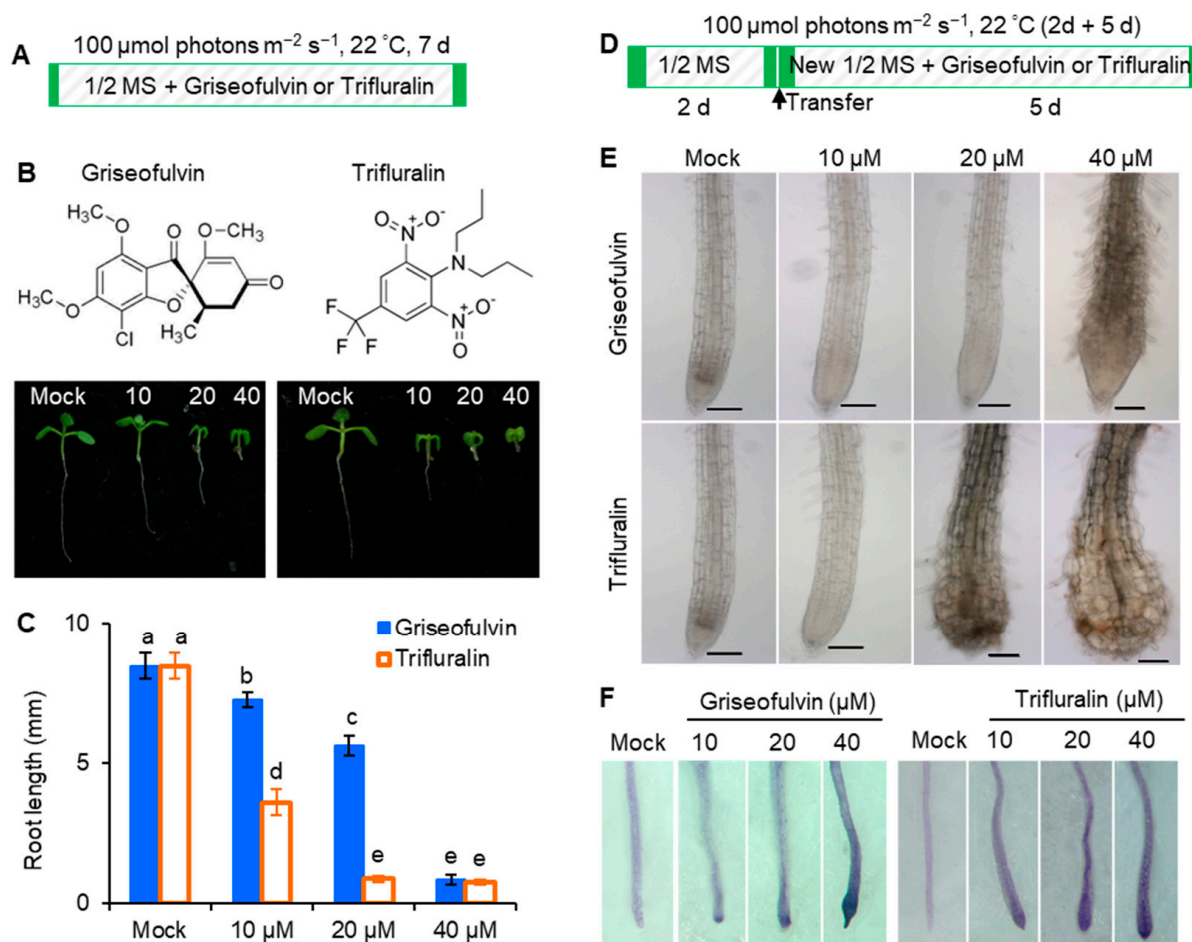 A
100 µmol photons m⁻² s⁻¹, 22 °C, 7 d
1/2 MS + Griseofulvin or Trifluralin
B
Griseofulvin
Trifluralin
H₃C
O
O
O
CH₃
H₃C
O
O
O
Cl
H₃C
O⁻
N⁺
O
N
O⁻
N⁺
O
F
F
F
Mock 10 20 40
Mock 10 20 40
C
Root length (mm)
10
5
0
Griseofulvin
Trifluralin
a a
b
d
c
e
e e
Mock 10 µM 20 µM 40 µM
D
100 µmol photons m⁻² s⁻¹, 22 °C (2d + 5 d)
1/2 MS
New 1/2 MS + Griseofulvin or Trifluralin
2 d
Transfer
5 d
E
Mock 10 µM 20 µM 40 µM
Griseofulvin
Trifluralin
F
Griseofulvin (µM)
Mock 10 20 40
Trifluralin (µM)
Mock 10 20 40